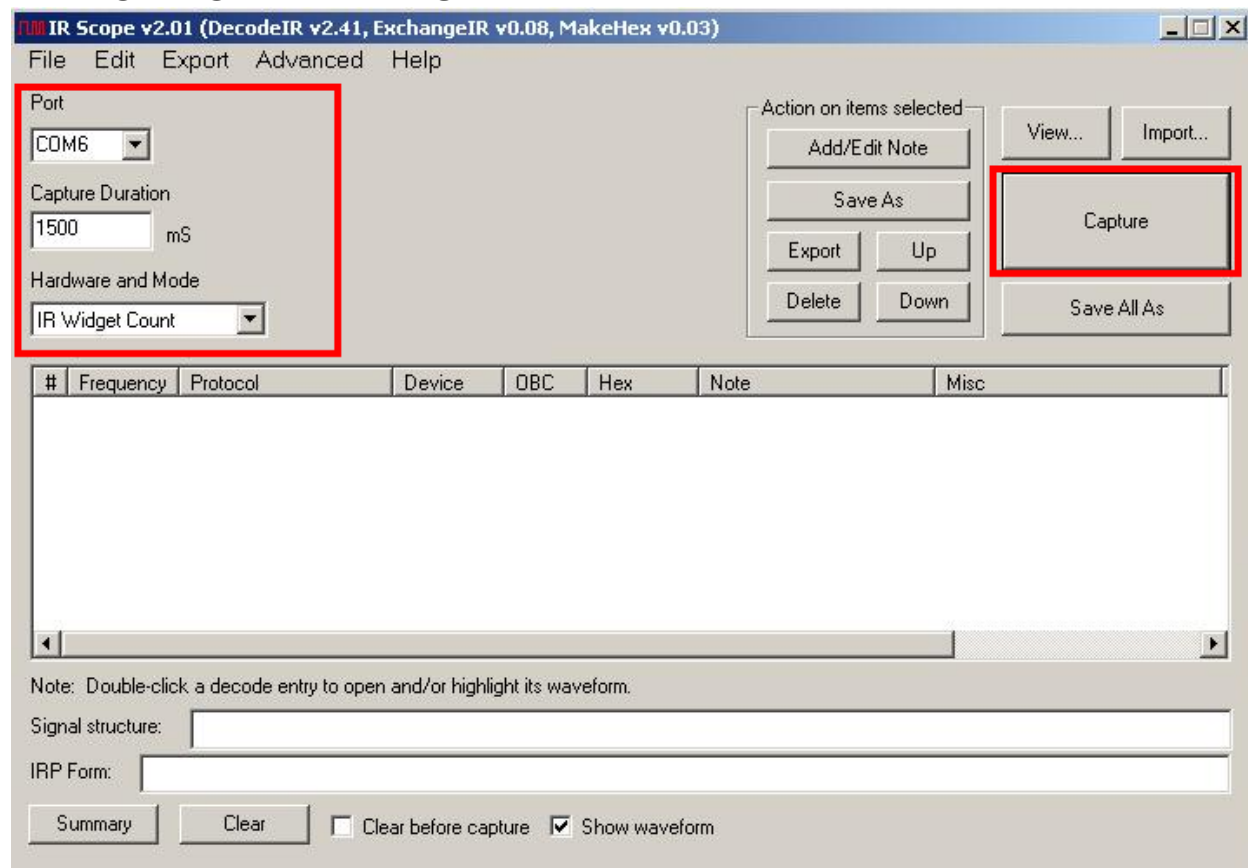 IR Scope v2.01 (DecodeIR v2.41, ExchangeIR v0.08, MakeHex v0.03)
File Edit Export Advanced Help
Port
COM6
Capture Duration
1500 mS
Hardware and Mode
IR Widget Count
Action on items selected
Add/Edit Note
Save As
Export Up
Delete Down
View... Import...
Capture
Save All As
# Frequency Protocol Device OBC Hex Note Misc
Note: Double-click a decode entry to open and/or highlight its waveform.
Signal structure:
IRP Form:
Summary Clear Clear before capture Show waveform